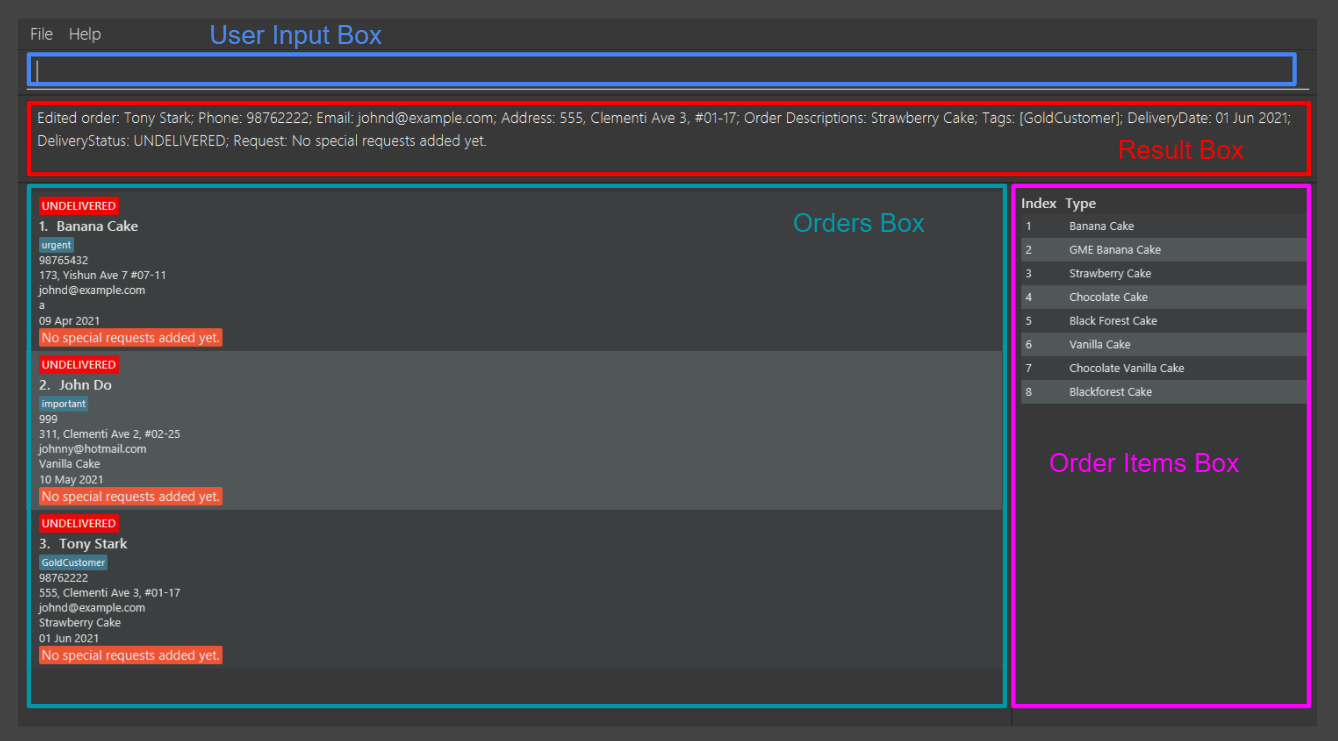 File Help
User Input Box
Edited order: Tony Stark; Phone: 98762222; Email: johnd@example.com; Address: 555, Clementi Ave 3, #01-17; Order Descriptions: Strawberry Cake; Tags: [GoldCustomer]; DeliveryDate: 01 Jun 2021;
DeliveryStatus: UNDELIVERED; Request: No special requests added yet.
Result Box
Orders Box
UNDELIVERED
1. Banana Cake
urgent
98765432
173, Yishun Ave 7 #07-11
johnd@example.com
a
09 Apr 2021
No special requests added yet.
UNDELIVERED
2. John Do
important
999
311, Clementi Ave 2, #02-25
johnny@hotmail.com
Vanilla Cake
10 May 2021
No special requests added yet.
UNDELIVERED
3. Tony Stark
GoldCustomer
98762222
555, Clementi Ave 3, #01-17
johnd@example.com
Strawberry Cake
01 Jun 2021
No special requests added yet.
Index Type
1 Banana Cake
2 GME Banana Cake
3 Strawberry Cake
4 Chocolate Cake
5 Black Forest Cake
6 Vanilla Cake
7 Chocolate Vanilla Cake
8 Blackforest Cake
Order Items Box